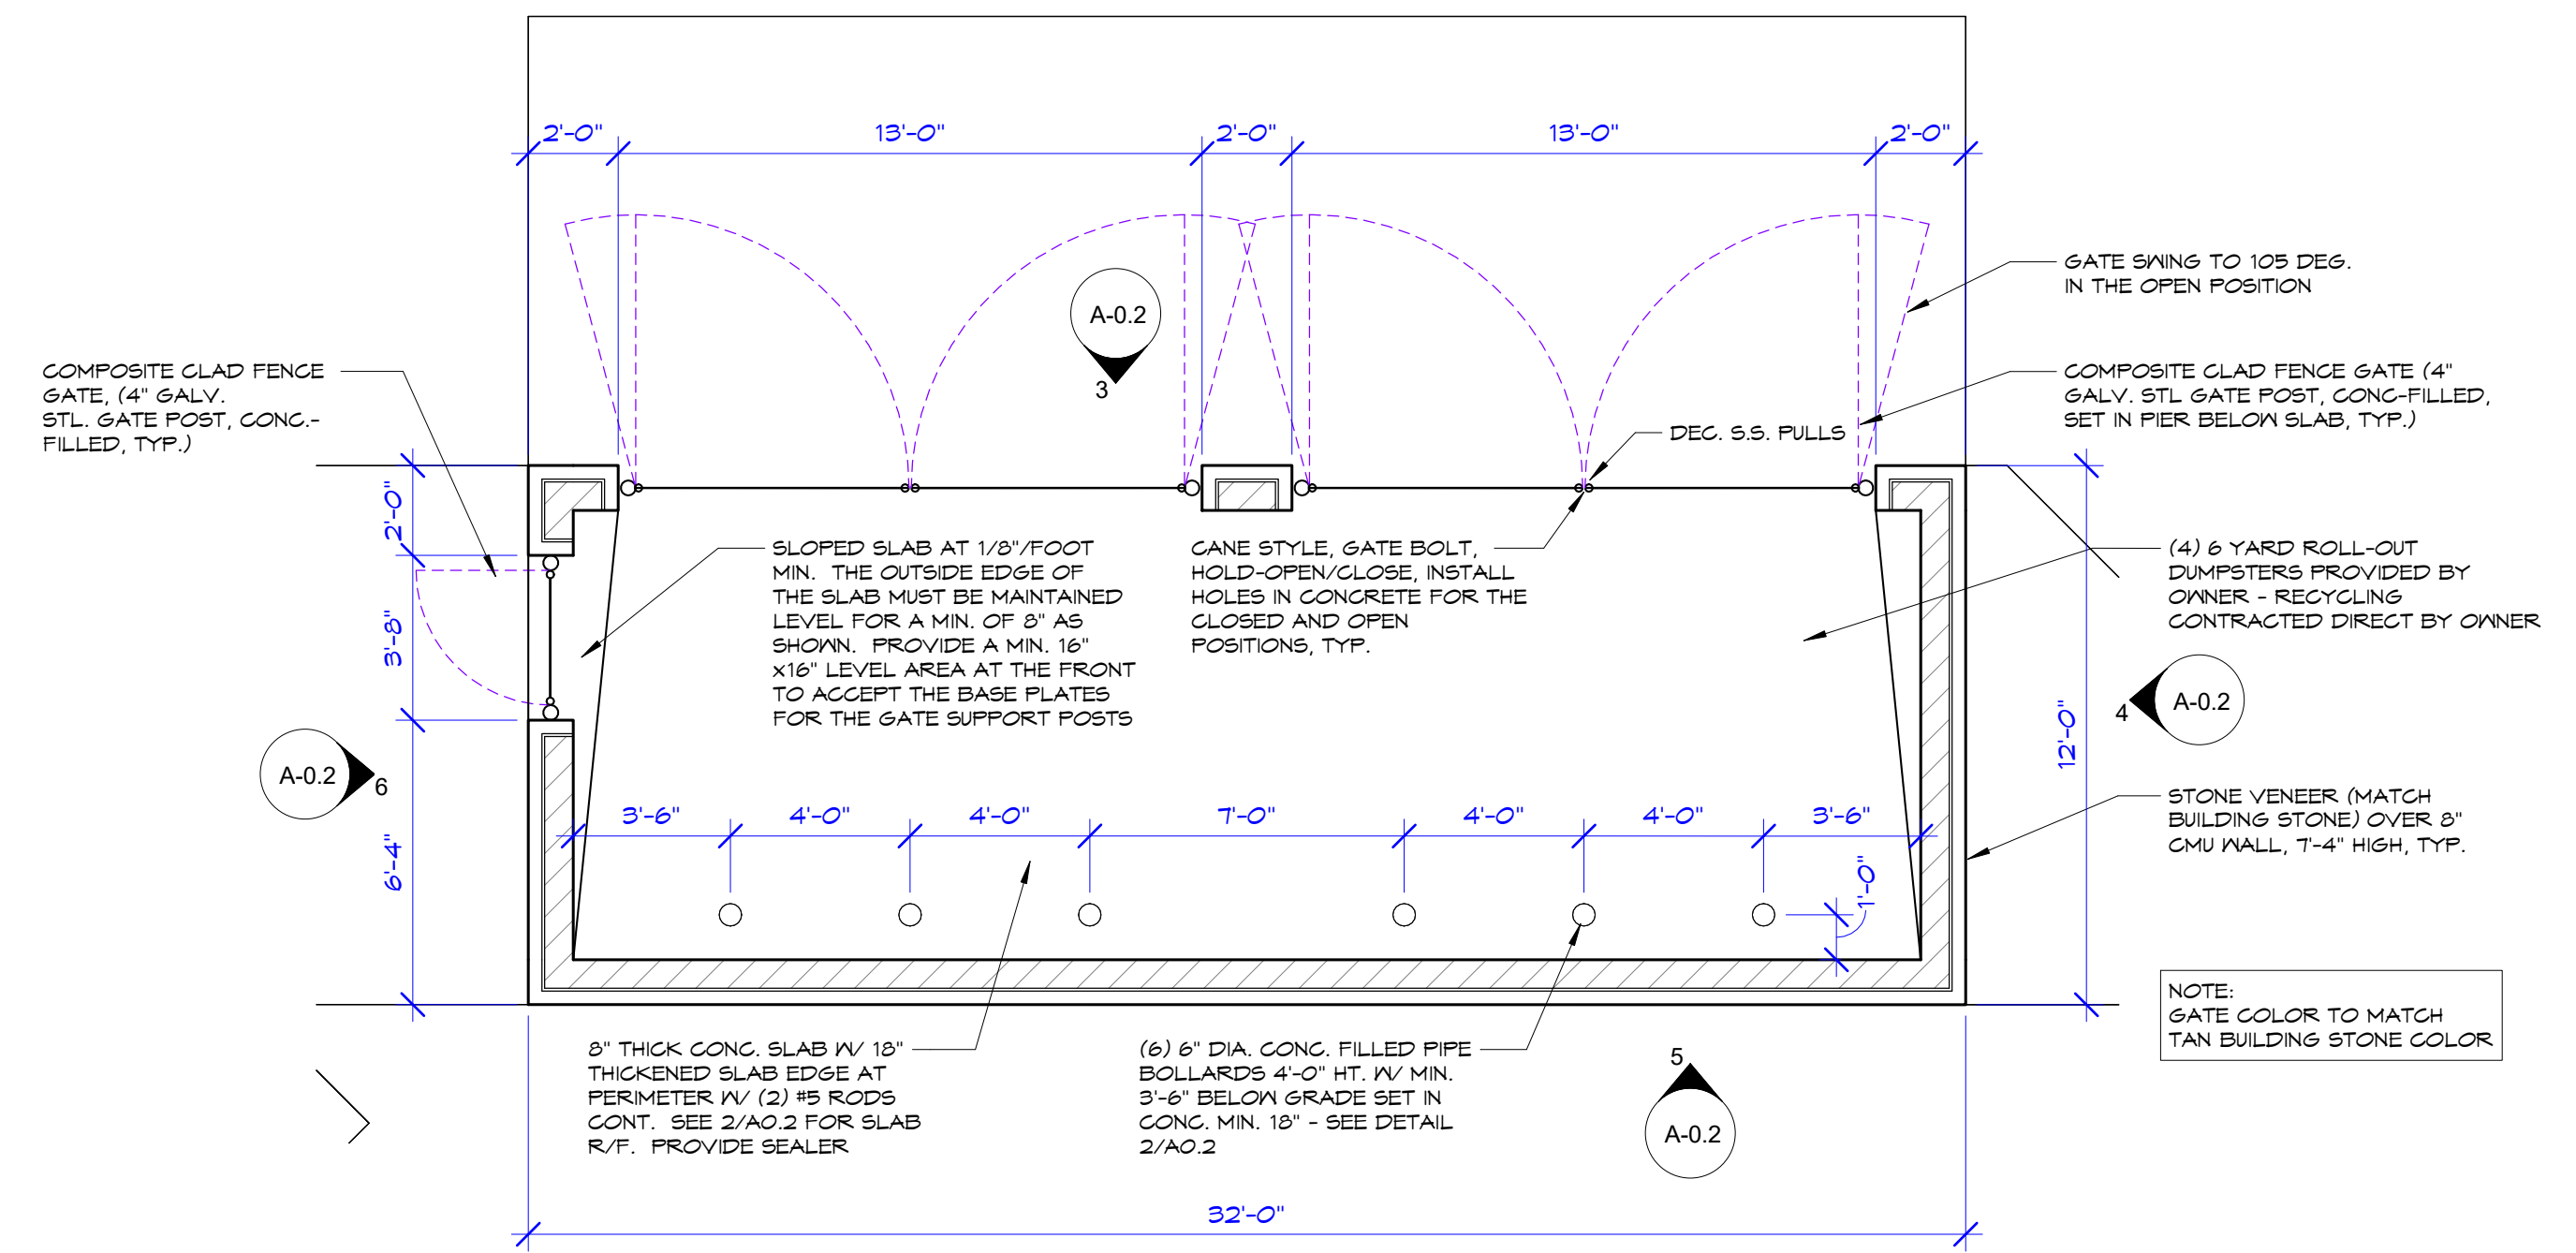 2'-0" 13'-0" 2'-0" 13'-0" 2'-0"
GATE SWING TO 105 DEG.
IN THE OPEN POSITION
A-0.2
3
COMPOSITE CLAD FENCE
GATE, (4" GALV.
STL. GATE POST, CONC.-
FILLED, TYP.)
COMPOSITE CLAD FENCE GATE (4"
GALV. STL GATE POST, CONC-FILLED,
SET IN PIER BELOW SLAB, TYP.)
DEC. S.S. PULLS
2'-0"
3'-8"
6'-4"
SLOPED SLAB AT 1/8"/FOOT
MIN. THE OUTSIDE EDGE OF
THE SLAB MUST BE MAINTAINED
LEVEL FOR A MIN. OF 8" AS
SHOWN. PROVIDE A MIN. 16"
x16" LEVEL AREA AT THE FRONT
TO ACCEPT THE BASE PLATES
FOR THE GATE SUPPORT POSTS
CANE STYLE, GATE BOLT,
HOLD-OPEN/CLOSE, INSTALL
HOLES IN CONCRETE FOR THE
CLOSED AND OPEN
POSITIONS, TYP.
(4) 6 YARD ROLL-OUT
DUMPSTERS PROVIDED BY
OWNER - RECYCLING
CONTRACTED DIRECT BY OWNER
4
A-0.2
12'-0"
A-0.2
6
3'-6" 4'-0" 4'-0" 7'-0" 4'-0" 4'-0" 3'-6"
1'-0"
STONE VENEER (MATCH
BUILDING STONE) OVER 8"
CMU WALL, 7'-4" HIGH, TYP.
NOTE:
GATE COLOR TO MATCH
TAN BUILDING STONE COLOR
8" THICK CONC. SLAB W/ 18"
THICKENED SLAB EDGE AT
PERIMETER W/ (2) #5 RODS
CONT. SEE 2/A0.2 FOR SLAB
R/F. PROVIDE SEALER
(6) 6" DIA. CONC. FILLED PIPE
BOLLARDS 4'-0" HT. W/ MIN.
3'-6" BELOW GRADE SET IN
CONC. MIN. 18" - SEE DETAIL
2/A0.2
5
A-0.2
32'-0"